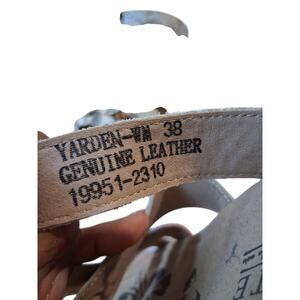 YARDEN-WM 38
GENUINE LEATHER
19951-2310